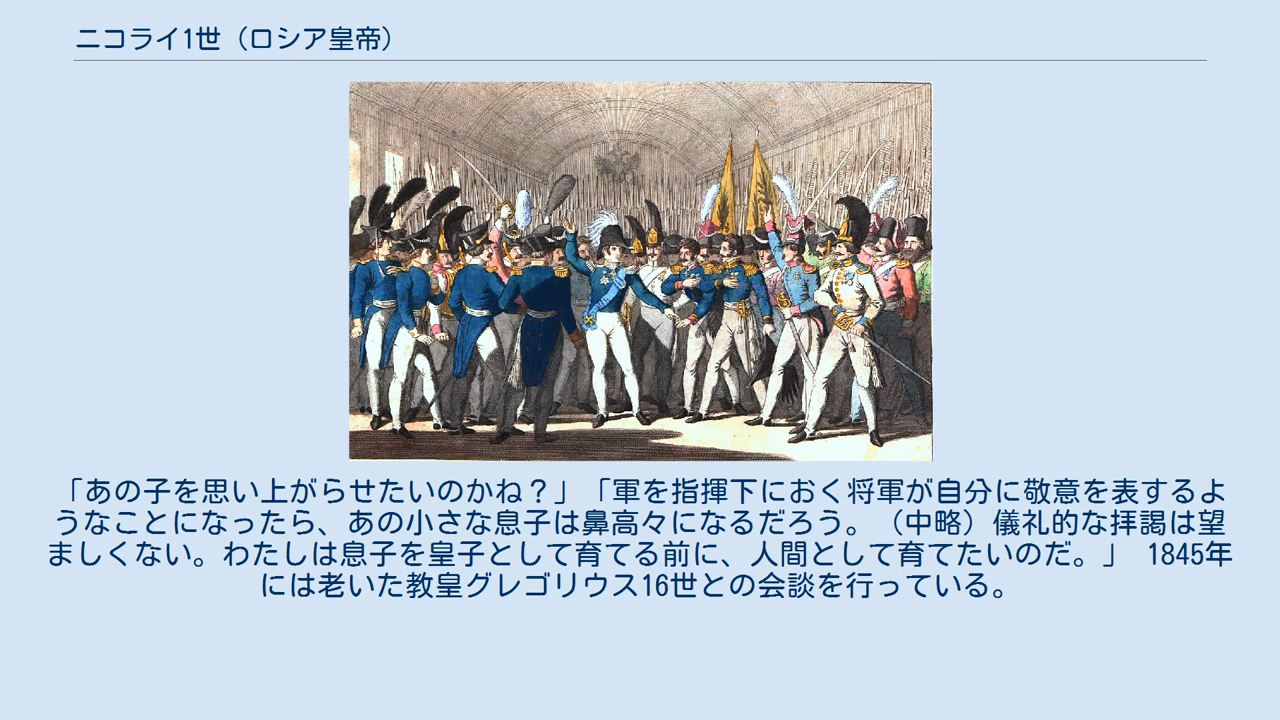 ニコライ1世（ロシア皇帝）
「あの子を思い上がらせたいのかね？」「軍を指揮下におく将軍が自分に敬意を表するよ
うなことになったら、あの小さな息子は鼻高々になるだろう。（中略）儀礼的な拝謁は望
ましくない。わたしは息子を皇子として育てる前に、人間として育てたいのだ。」 1845年
には老いた教皇グレゴリウス16世との会談を行っている。